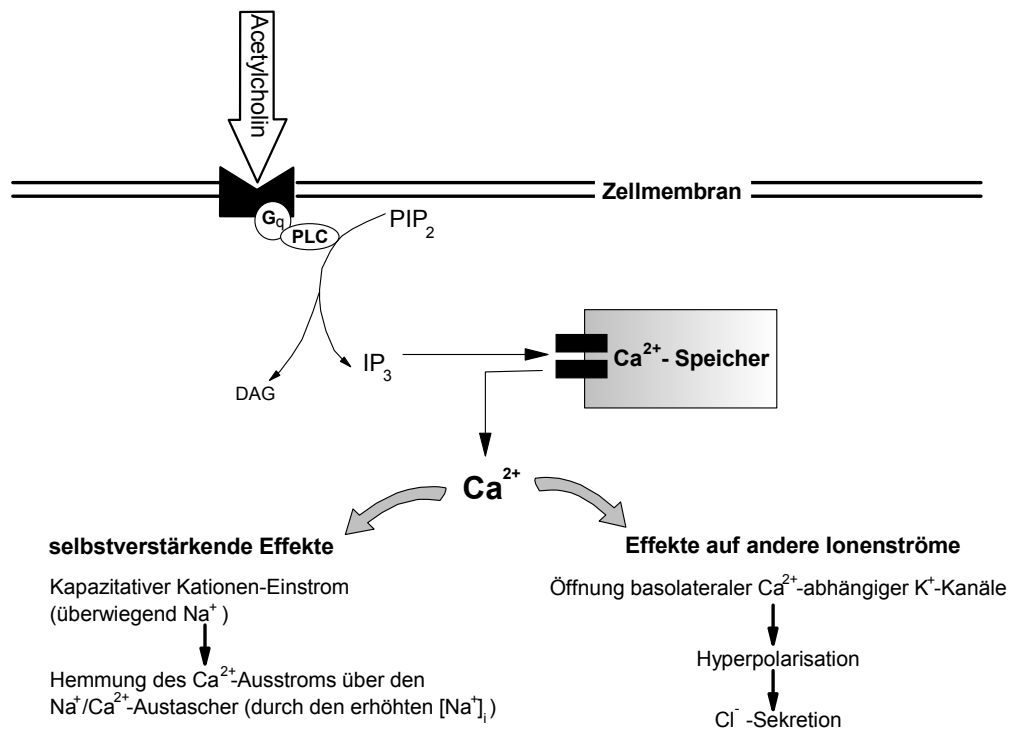 Acetylcholin
Zellmembran
Gq
PLC
PIP2
IP3
DAG
Ca2+- Speicher
Ca2+
selbstverstärkende Effekte
Kapazitativer Kationen-Einstrom
(überwiegend Na+ )
Hemmung des Ca2+-Ausstroms über den
Na+/Ca2+-Austascher (durch den erhöhten [Na+]i)
Effekte auf andere Ionenströme
Öffnung basolateraler Ca2+-abhängiger K+-Kanäle
Hyperpolarisation
Cl- -Sekretion